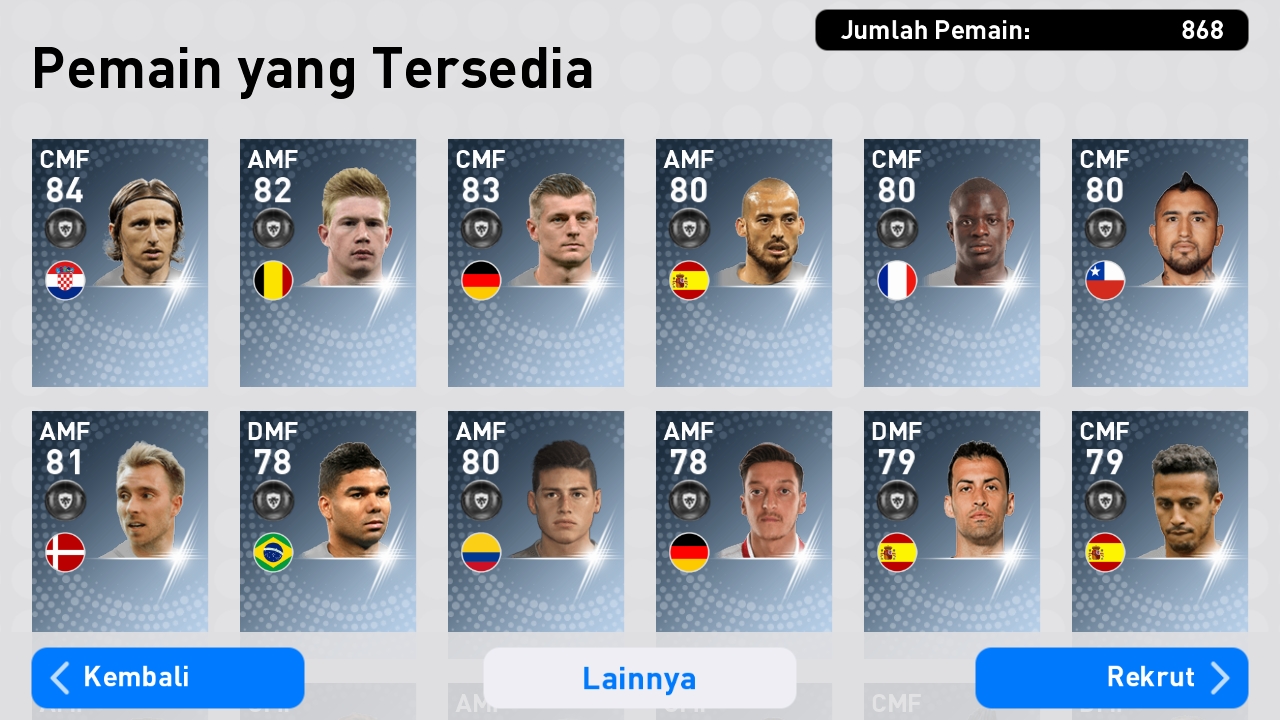 Jumlah Pemain: 868
Pemain yang Tersedia
CMF AMF CMF AMF CMF CMF
84 82 83 80 80 80
AMF DMF AMF AMF DMF CMF
81 78 80 78 79 79
Kembali Lainnya Rekrut